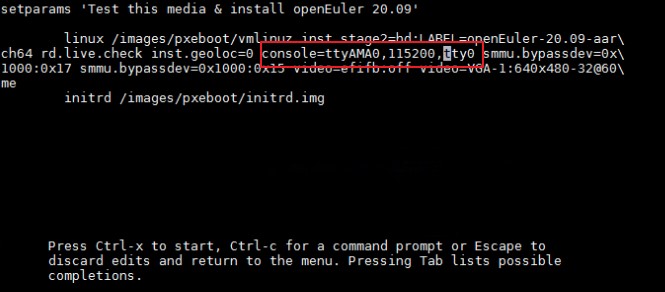 setparams 'Test this media & install openEuler 20.09'
linux /images/pxeboot/vmlinuz inst.stage2=hd:LABEL=openEuler-20.09-aar\
ch64 rd.live.check inst.geoloc=0 console=ttyAMA0,115200,tty0 smmu.bypassdev=0x\
1000:0x17 smmu.bypassdev=0x1000:0x15 video=efifb:off video=VGA-1:640x480-32@60\
me
initrd /images/pxeboot/initrd.img
Press Ctrl-x to start, Ctrl-c for a command prompt or Escape to
discard edits and return to the menu. Pressing Tab lists possible
completions.